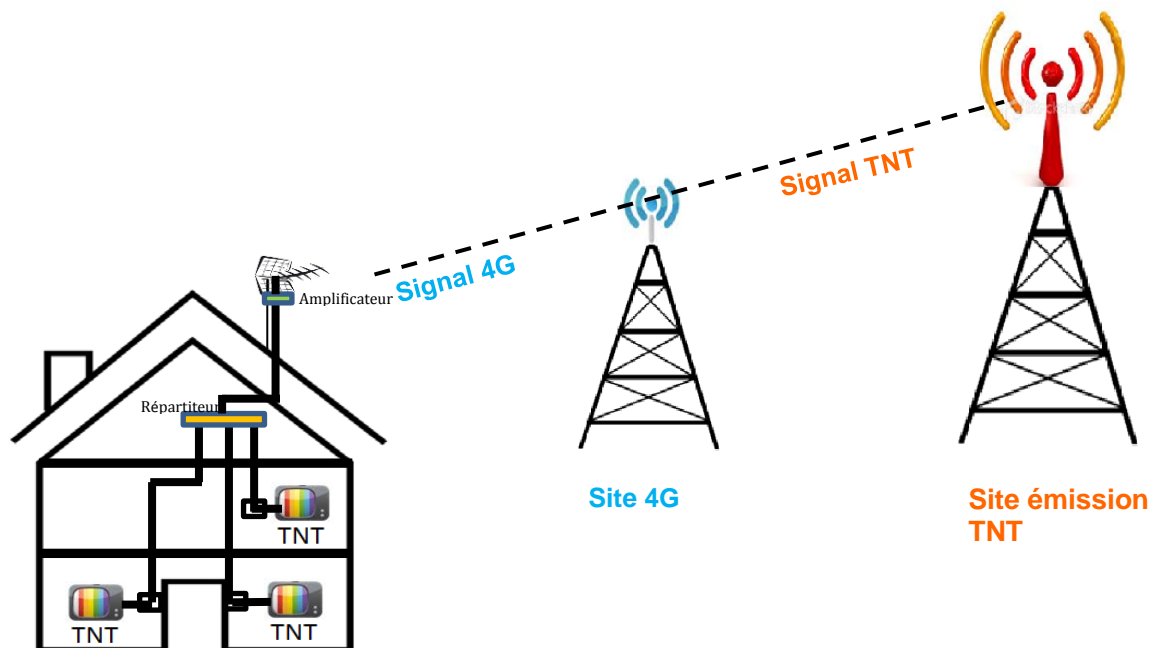 Signal TNT
Signal 4G
Amplificateur
Répartiteur
Site 4G
Site émission
TNT
TNT
TNT
TNT